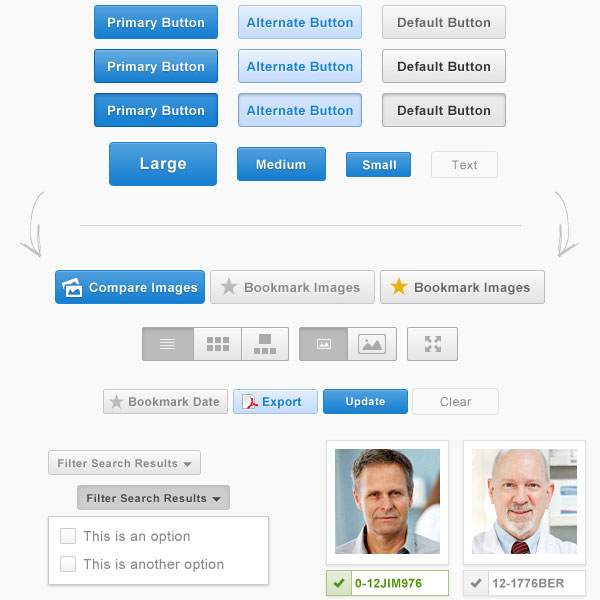 Primary Button Alternate Button Default Button
Primary Button Alternate Button Default Button
Primary Button Alternate Button Default Button
Large Medium Small Text
Compare Images Bookmark Images Bookmark Images
Bookmark Date Export Update Clear
Filter Search Results
Filter Search Results
This is an option
This is another option
0-12JIM976 12-1776BER